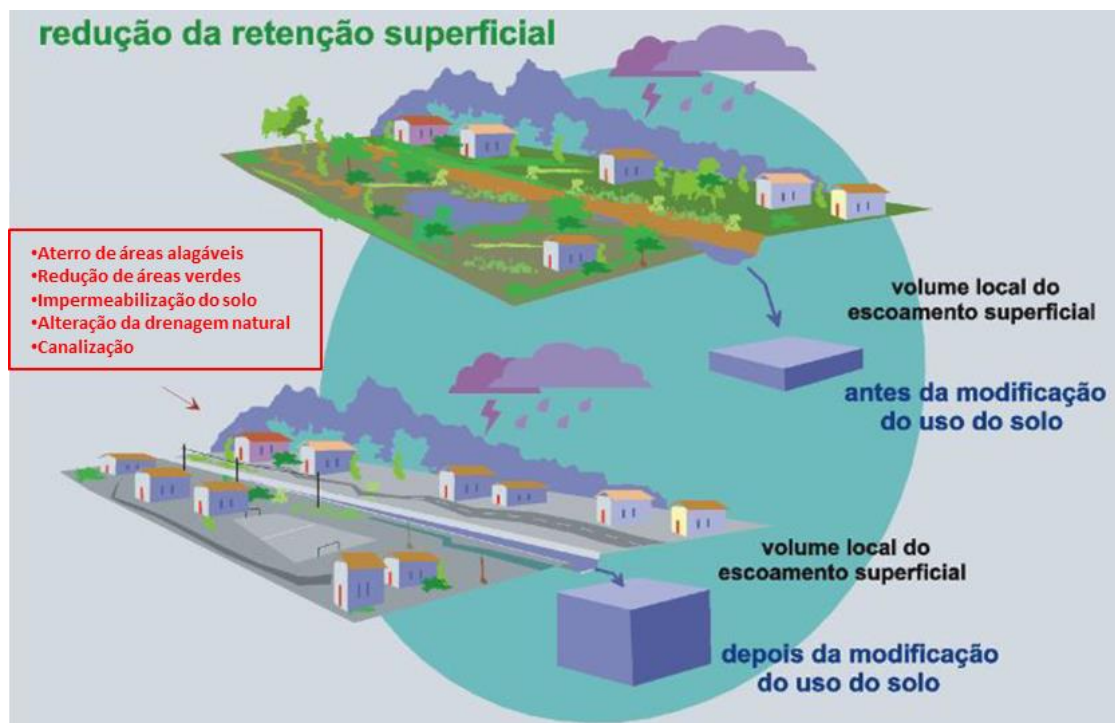 redução da retenção superficial
•Aterro de áreas alagáveis
•Redução de áreas verdes
•Impermeabilização do solo
•Alteração da drenagem natural
•Canalização
volume local do
escoamento superficial
antes da modificação
do uso do solo
volume local do
escoamento superficial
depois da modificação
do uso do solo